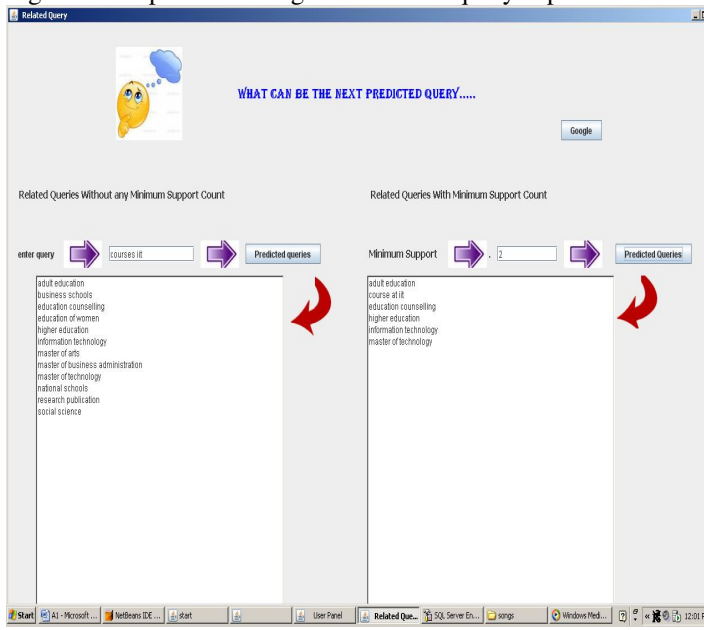 Related Query
WHAT CAN BE THE NEXT PREDICTED QUERY.....
Google
Related Queries Without any Minimum Support Count
Related Queries With Minimum Support Count
enter query
courses iit
Predicted queries
Minimum Support
. 2
Predicted Queries
adult education
business schools
education counselling
education of women
higher education
information technology
master of arts
master of business administration
master of technology
national schools
research publication
social science
adult education
course at iit
education counselling
higher education
information technology
master of technology
Start A1 - Microsoft ... NetBeans IDE ... start User Panel Related Que... SQL Server En... songs Windows Medi... 12:01 P